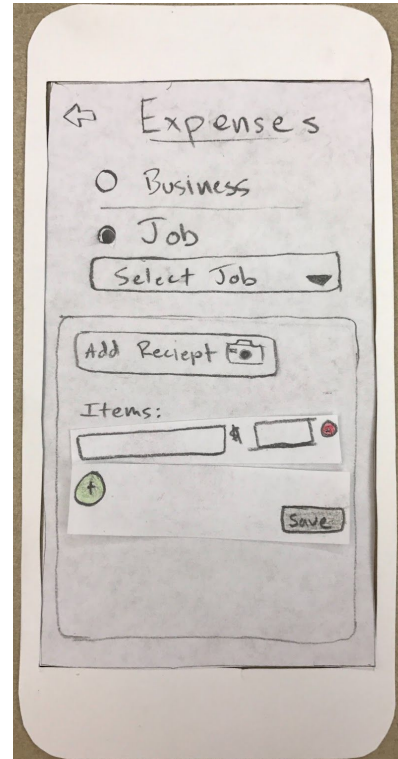 Expenses
Business
Job
Select Job
Add Reciept
Items:
$
+
Save